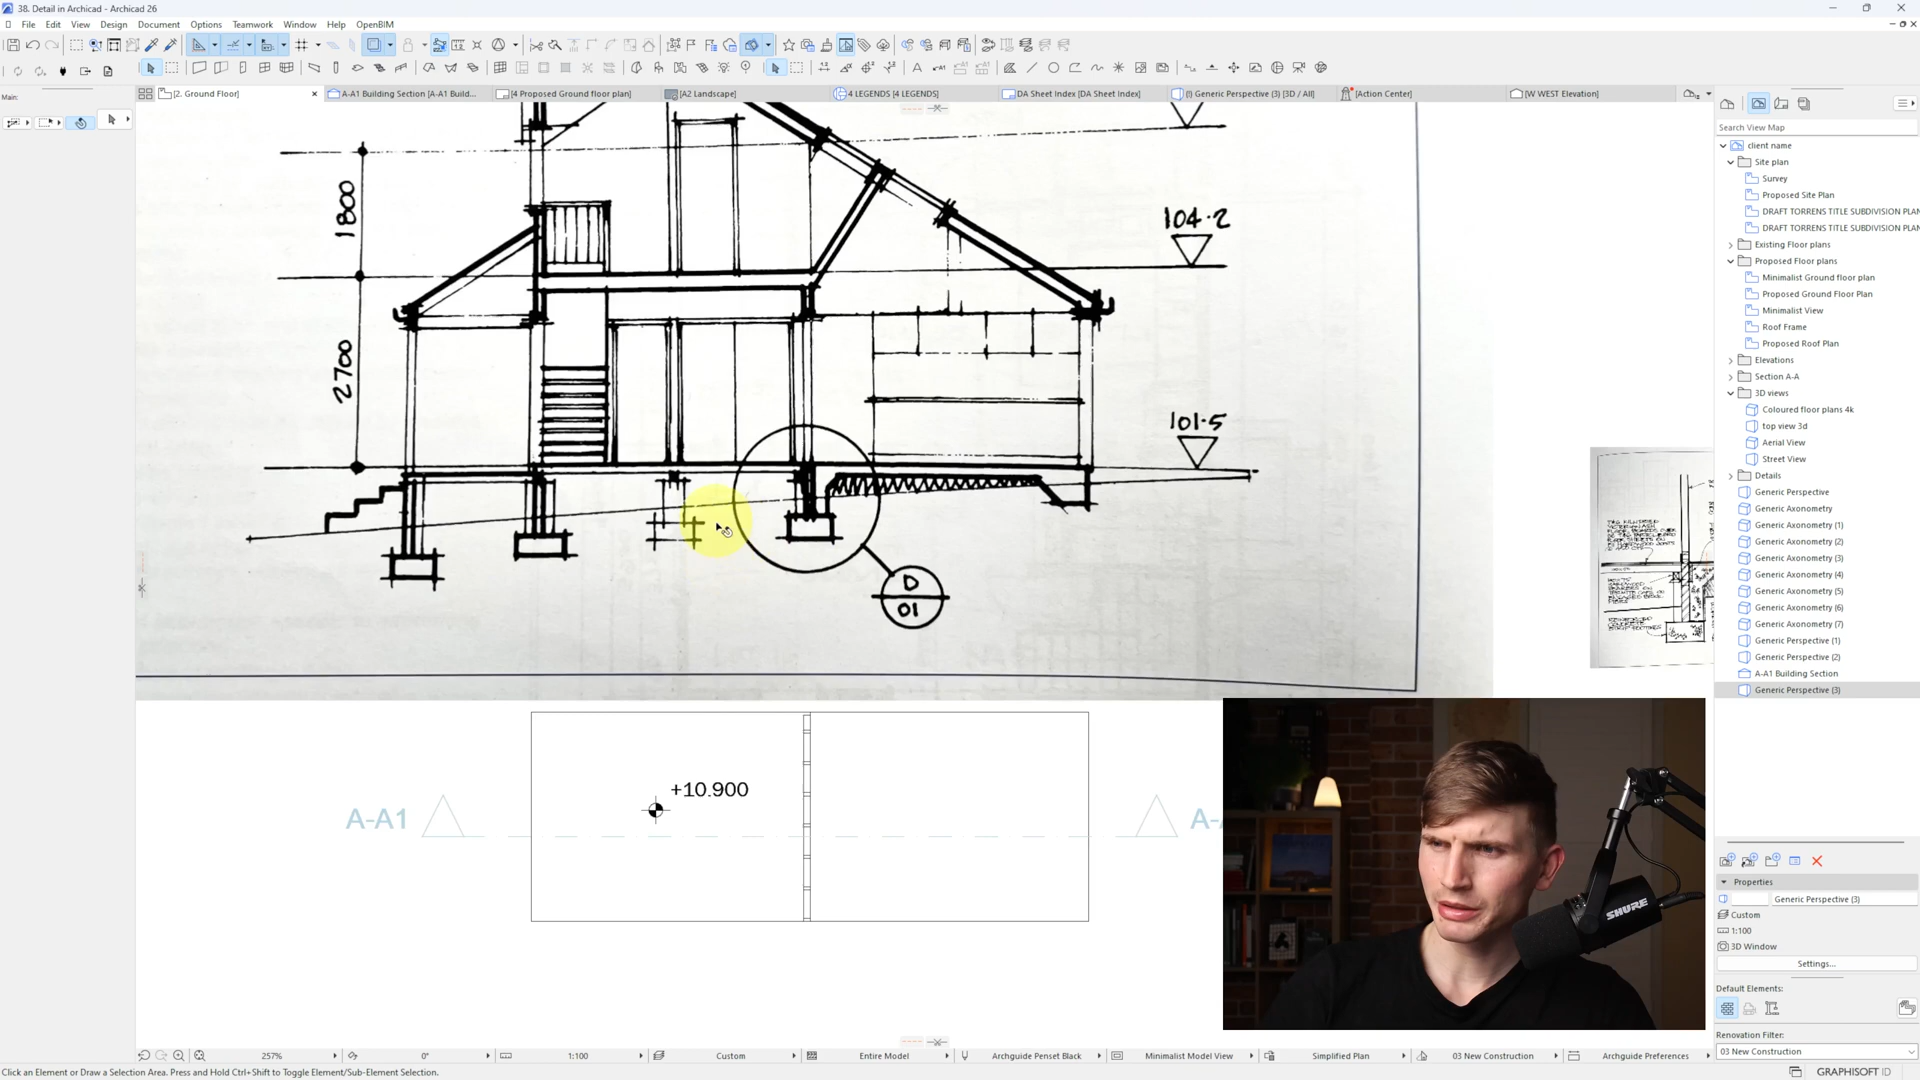 38. Detail in Archicad - Archicad 26
File Edit View Design Document Options Teamwork Window Help OpenBIM
Main:
[2. Ground Floor]
A-A1 Building Section [A-A1 Build...
[4 Proposed Ground floor plan]
[A2 Landscape]
4 LEGENDS [4 LEGENDS]
DA Sheet Index [DA Sheet Index]
(!) Generic Perspective (3) [3D / All]
[Action Center]
[W WEST Elevation]
Search View Map
client name
Site plan
Survey
Proposed Site Plan
DRAFT TORRENS TITLE SUBDIVISION PLAN
DRAFT TORRENS TITLE SUBDIVISION PLAN
Existing Floor plans
Proposed Floor plans
Minimalist Ground floor plan
Proposed Ground Floor Plan
Minimalist View
Roof Frame
Proposed Roof Plan
Elevations
Section A-A
3D views
Coloured floor plans 4k
top view 3d
Aerial View
Street View
Details
Generic Perspective
Generic Axonometry
Generic Axonometry (1)
Generic Axonometry (2)
Generic Axonometry (3)
Generic Axonometry (4)
Generic Axonometry (5)
Generic Axonometry (6)
Generic Axonometry (7)
Generic Perspective (1)
Generic Perspective (2)
A-A1 Building Section
Generic Perspective (3)
1800
2700
104.2
101.5
D
01
+10.900
A-A1
A-A
SHURE
Properties
Generic Perspective (3)
Custom
1:100
3D Window
Settings...
Default Elements:
Renovation Filter:
03 New Construction
257%
0°
1:100
Custom
Entire Model
Archguide Penset Black
Minimalist Model View
Simplified Plan
03 New Construction
Archguide Preferences
Click an Element or Draw a Selection Area. Press and Hold Ctrl+Shift to Toggle Element/Sub-Element Selection.
GRAPHISOFT ID